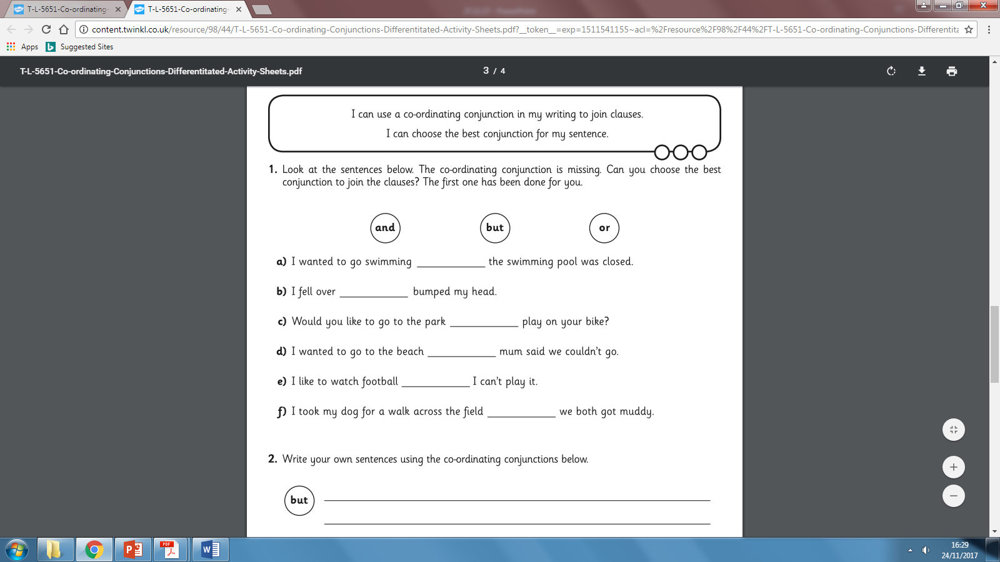 T-L-5651-Co-ordinating-
T-L-5651-Co-ordinating-
content.twinkl.co.uk/resource/98/44/T-L-5651-Co-ordinating-Conjunctions-Differentitated-Activity-Sheets.pdf?__token__=exp=1511541155~acl=%2Fresource%2F98%2F44%2FT-L-5651-Co-ordinating-Conjunctions-Differentita
Apps Suggested Sites
T-L-5651-Co-ordinating-Conjunctions-Differentitated-Activity-Sheets.pdf 3 / 4
I can use a co-ordinating conjunction in my writing to join clauses.
I can choose the best conjunction for my sentence.
1. Look at the sentences below. The co-ordinating conjunction is missing. Can you choose the best
conjunction to join the clauses? The first one has been done for you.
and but or
a) I wanted to go swimming ____________ the swimming pool was closed.
b) I fell over ____________ bumped my head.
c) Would you like to go to the park ____________ play on your bike?
d) I wanted to go to the beach ____________ mum said we couldn't go.
e) I like to watch football ____________ I can't play it.
f) I took my dog for a walk across the field ____________ we both got muddy.
2. Write your own sentences using the co-ordinating conjunctions below.
but
PDF
16:29
24/11/2017